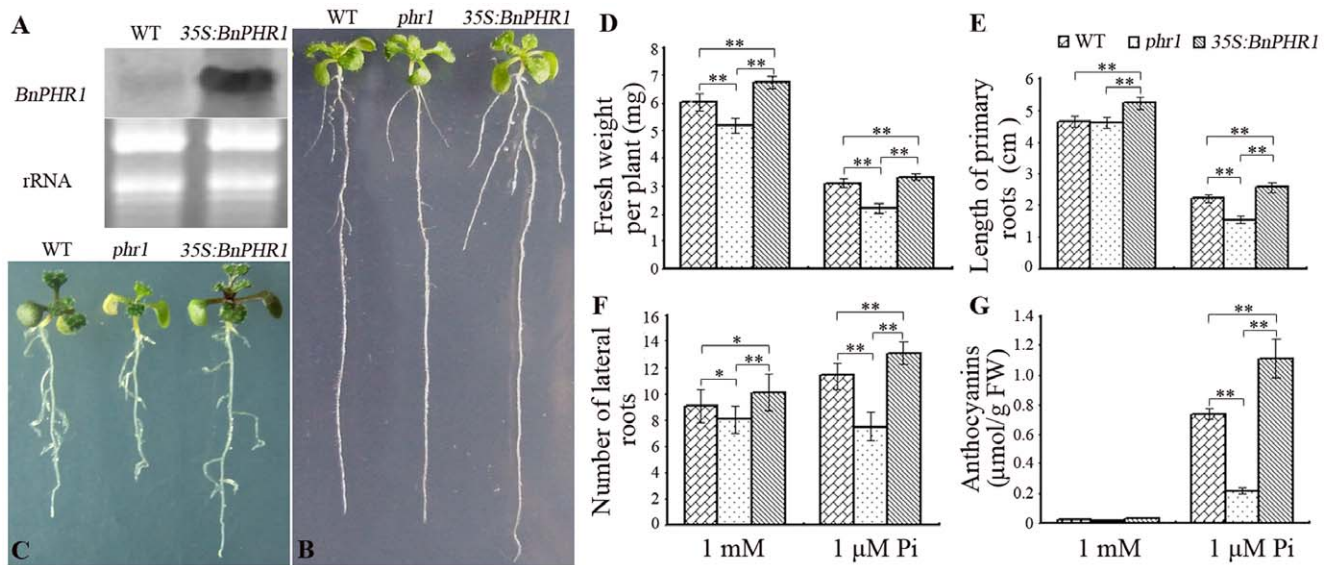 A
WT 35S:BnPHR1
BnPHR1
rRNA
WT phr1 35S:BnPHR1
C
WT phr1 35S:BnPHR1
B
D
Fresh weight
per plant (mg)
8
7
6
5
4
3
2
1
0
** ** **
** ** **
E
WT phr1 35S:BnPHR1
Length of primary
roots (cm)
6
5
4
3
2
1
0
** **
** ** **
F
Number of lateral
roots
16
14
12
10
8
6
4
2
0
* * **
** ** **
1 mM 1 μM Pi
G
Anthocyanins
(μmol/g FW)
1.4
1.2
1.0
0.8
0.6
0.4
0.2
0
** ** **
1 mM 1 μM Pi